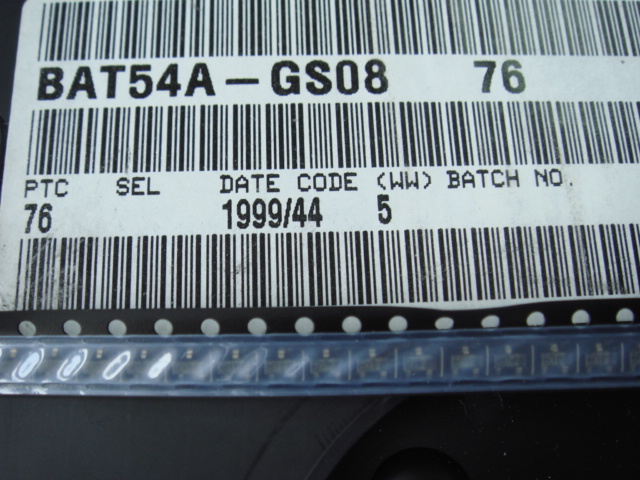 BAT54A-GS08 76
PTC SEL DATE CODE (WW) BATCH NO.
76 1999/44 5